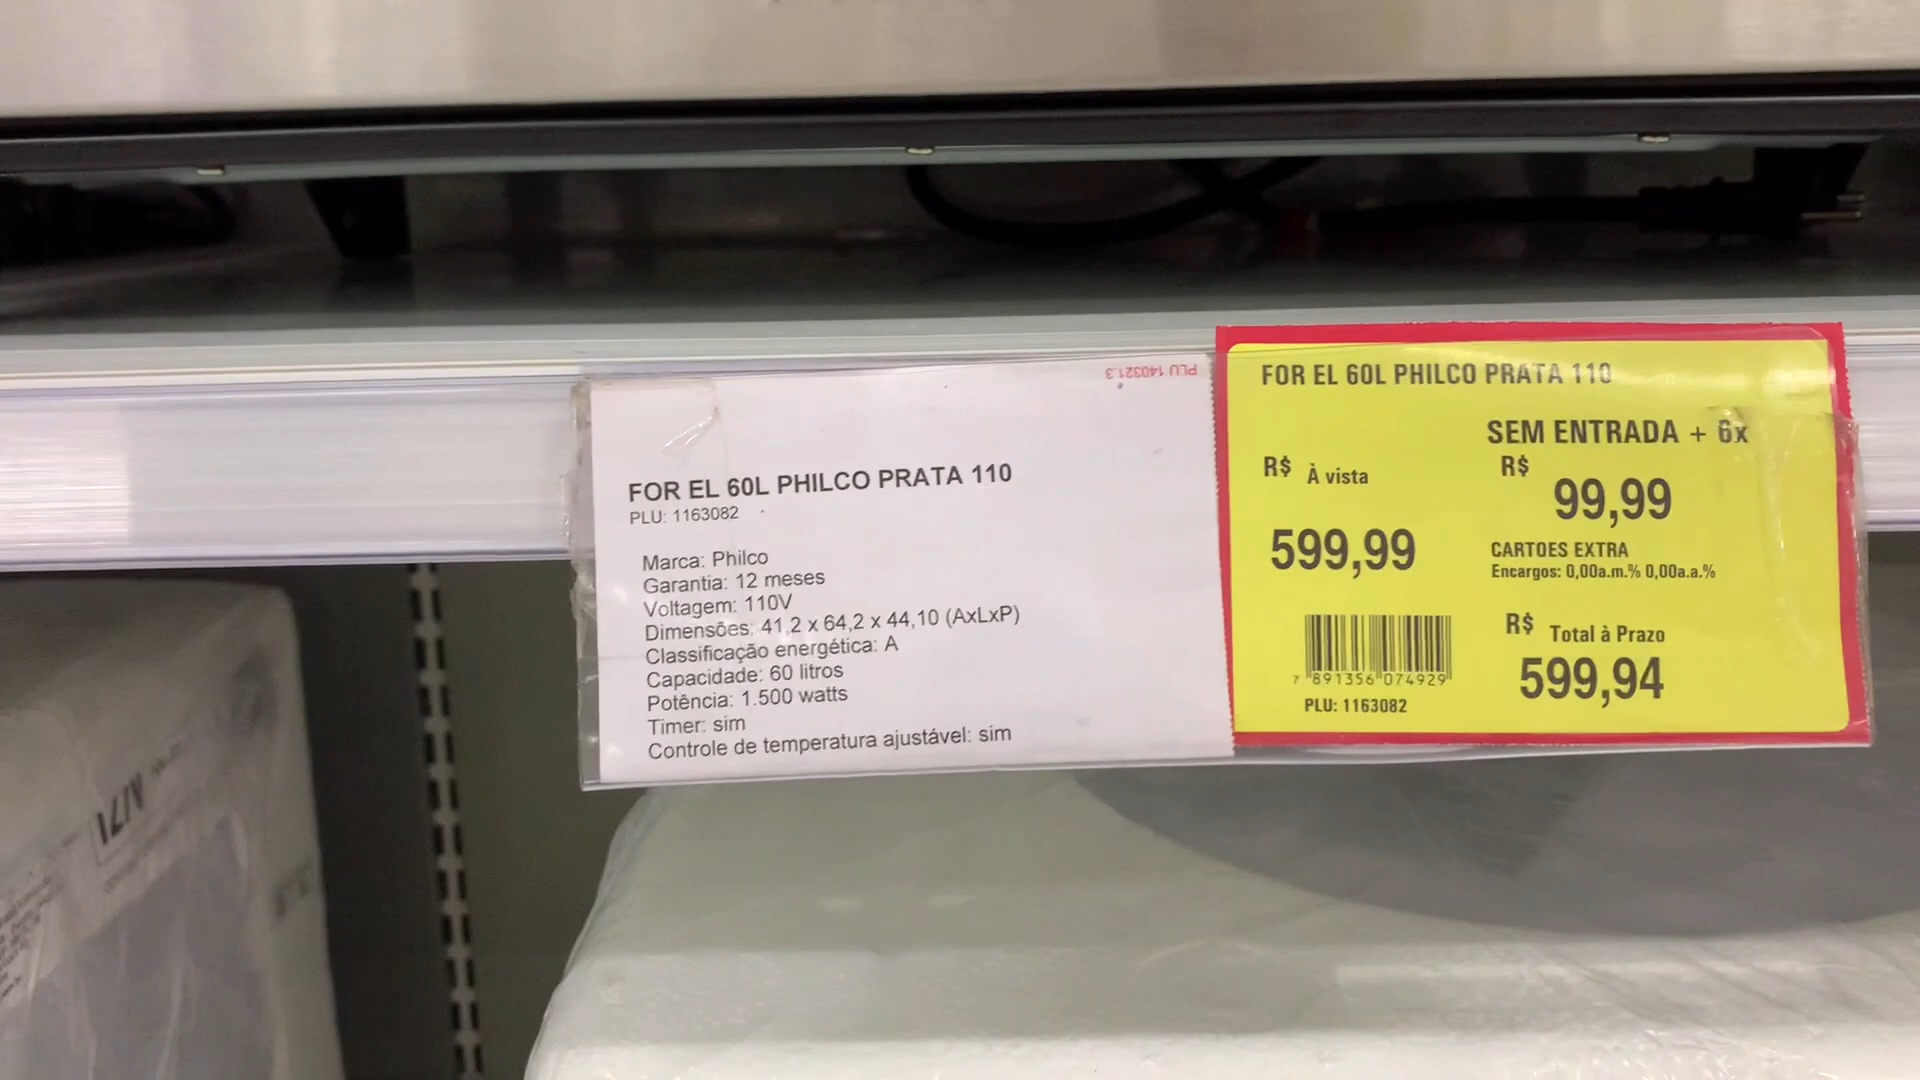 PLU 140321.3
FOR EL 60L PHILCO PRATA 110
PLU: 1163082
Marca: Philco
Garantia: 12 meses
Voltagem: 110V
Dimensões: 41,2 x 64,2 x 44,10 (AxLxP)
Classificação energética: A
Capacidade: 60 litros
Potência: 1.500 watts
Timer: sim
Controle de temperatura ajustável: sim
FOR EL 60L PHILCO PRATA 110
SEM ENTRADA + 6x
R$ À vista
599,99
R$
99,99
CARTOES EXTRA
Encargos: 0,00a.m.% 0,00a.a.%
R$ Total à Prazo
599,94
7 891356 074929
PLU: 1163082